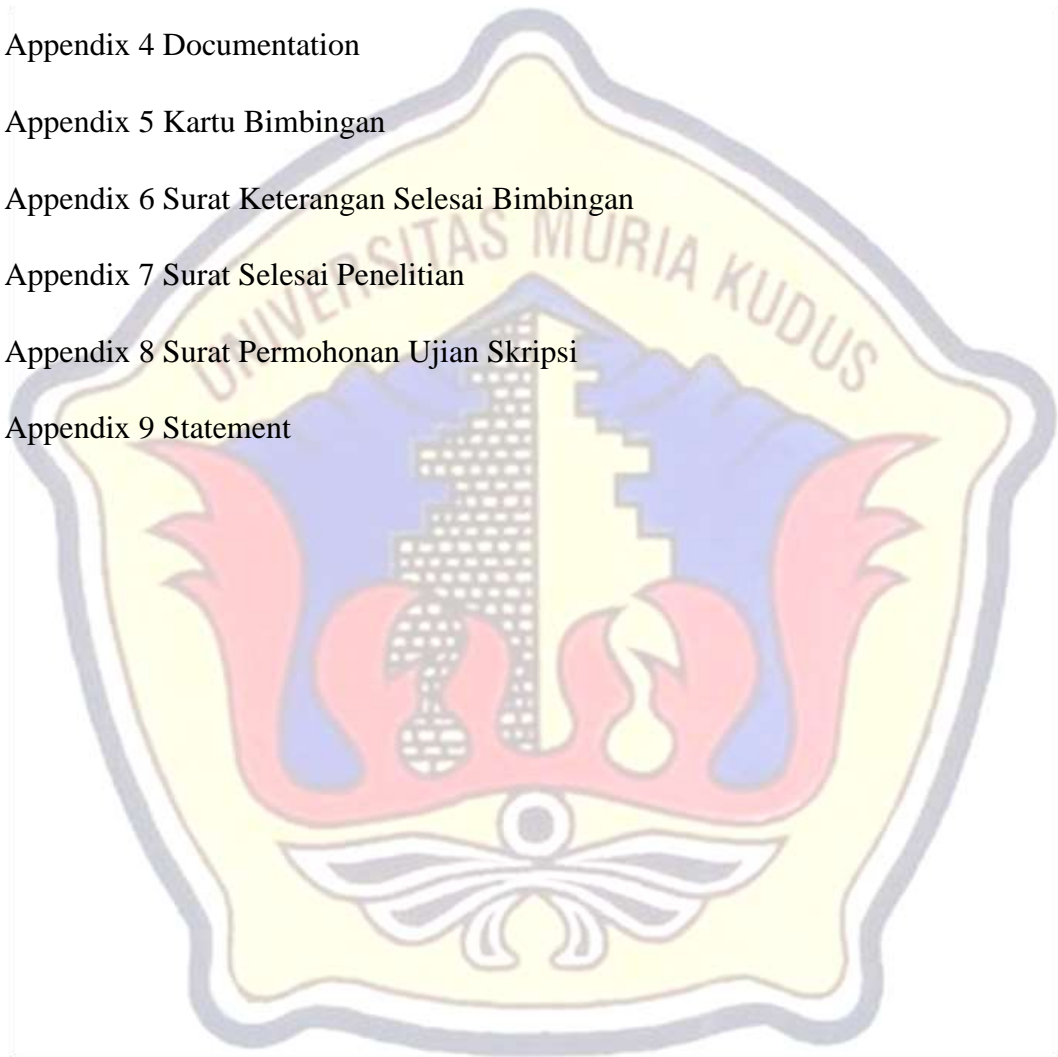 Appendix 4 Documentation
Appendix 5 Kartu Bimbingan
Appendix 6 Surat Keterangan Selesai Bimbingan
Appendix 7 Surat Selesai Penelitian
Appendix 8 Surat Permohonan Ujian Skripsi
Appendix 9 Statement
UNIVERSITAS MURIA KUDUS